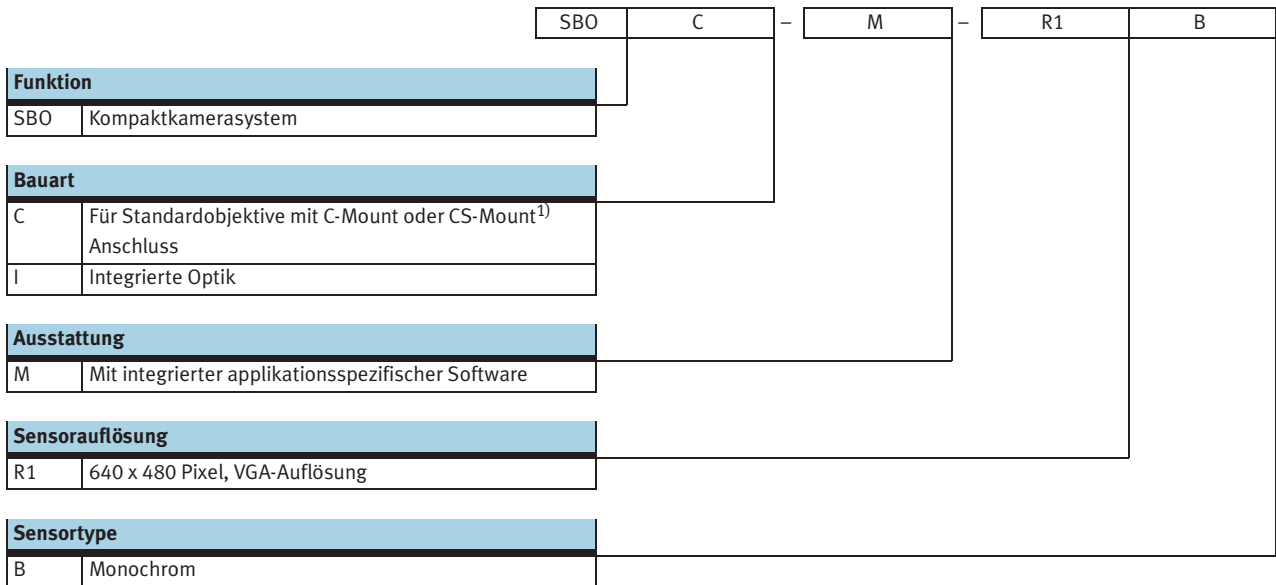 SBO C – M – R1 B
Funktion
SBO Kompaktkamerasystem
Bauart
C Für Standardobjektive mit C-Mount oder CS-Mount1)
Anschluss
I Integrierte Optik
Ausstattung
M Mit integrierter applikationsspezifischer Software
Sensorauflösung
R1 640 x 480 Pixel, VGA-Auflösung
Sensortype
B Monochrom